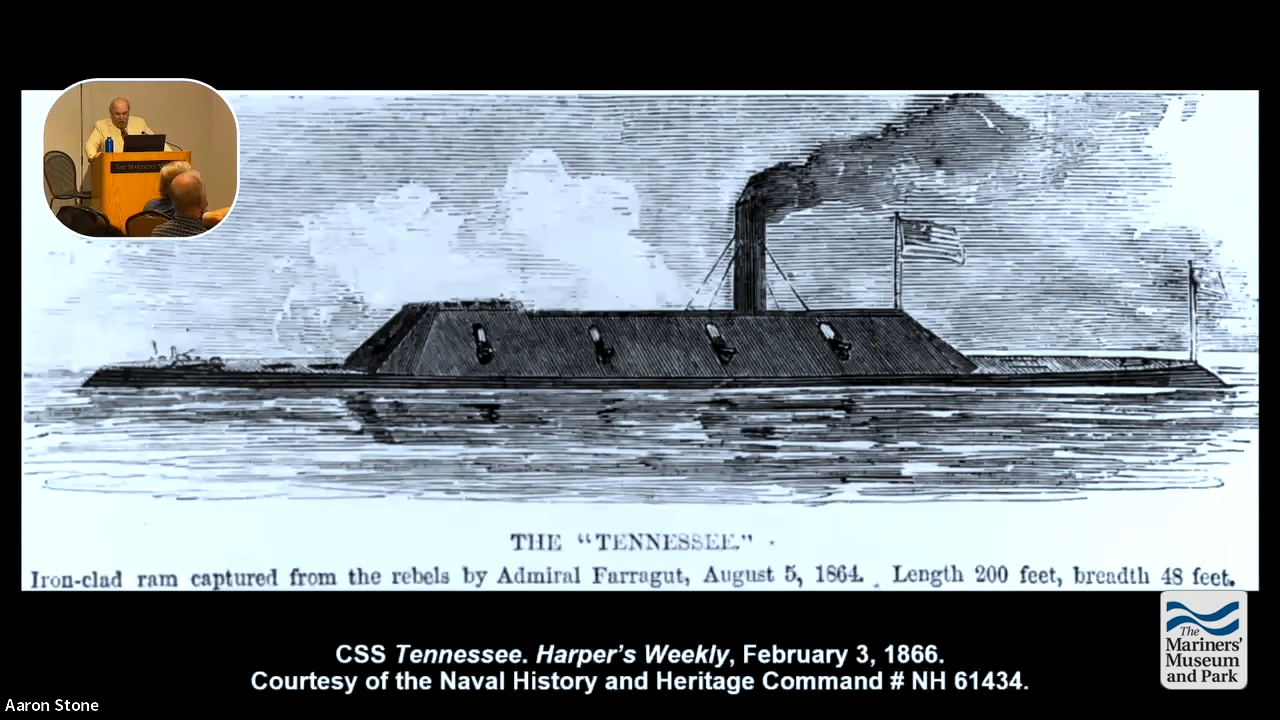 THE MARINERS'
THE "TENNESSEE."
Iron-clad ram captured from the rebels by Admiral Farragut, August 5, 1864. Length 200 feet, breadth 48 feet.
The
Mariners'
Museum
and Park
CSS Tennessee. Harper's Weekly, February 3, 1866.
Courtesy of the Naval History and Heritage Command # NH 61434.
Aaron Stone